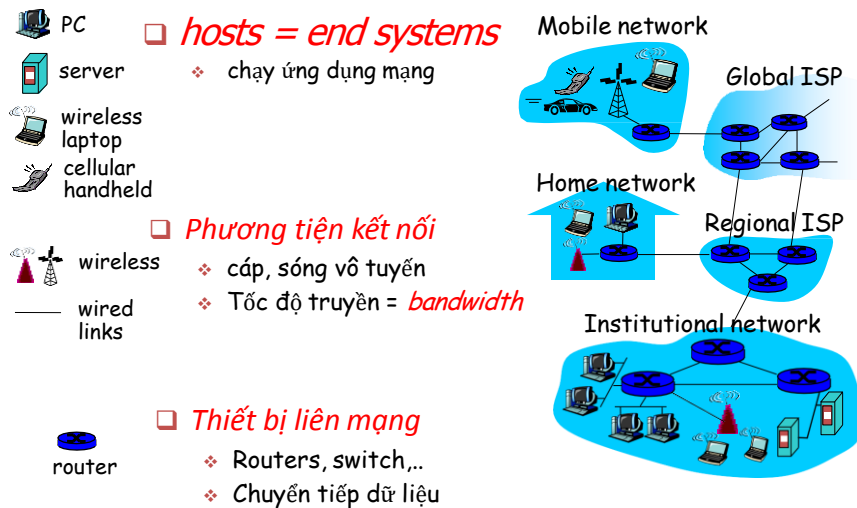 PC
server
wireless
laptop
cellular
handheld
wireless
wired
links
router
hosts = end systems
chạy ứng dụng mạng
Phương tiện kết nối
cáp, sóng vô tuyến
Tốc độ truyền = bandwidth
Thiết bị liên mạng
Routers, switch,..
Chuyển tiếp dữ liệu
Mobile network
Global ISP
Home network
Regional ISP
Institutional network